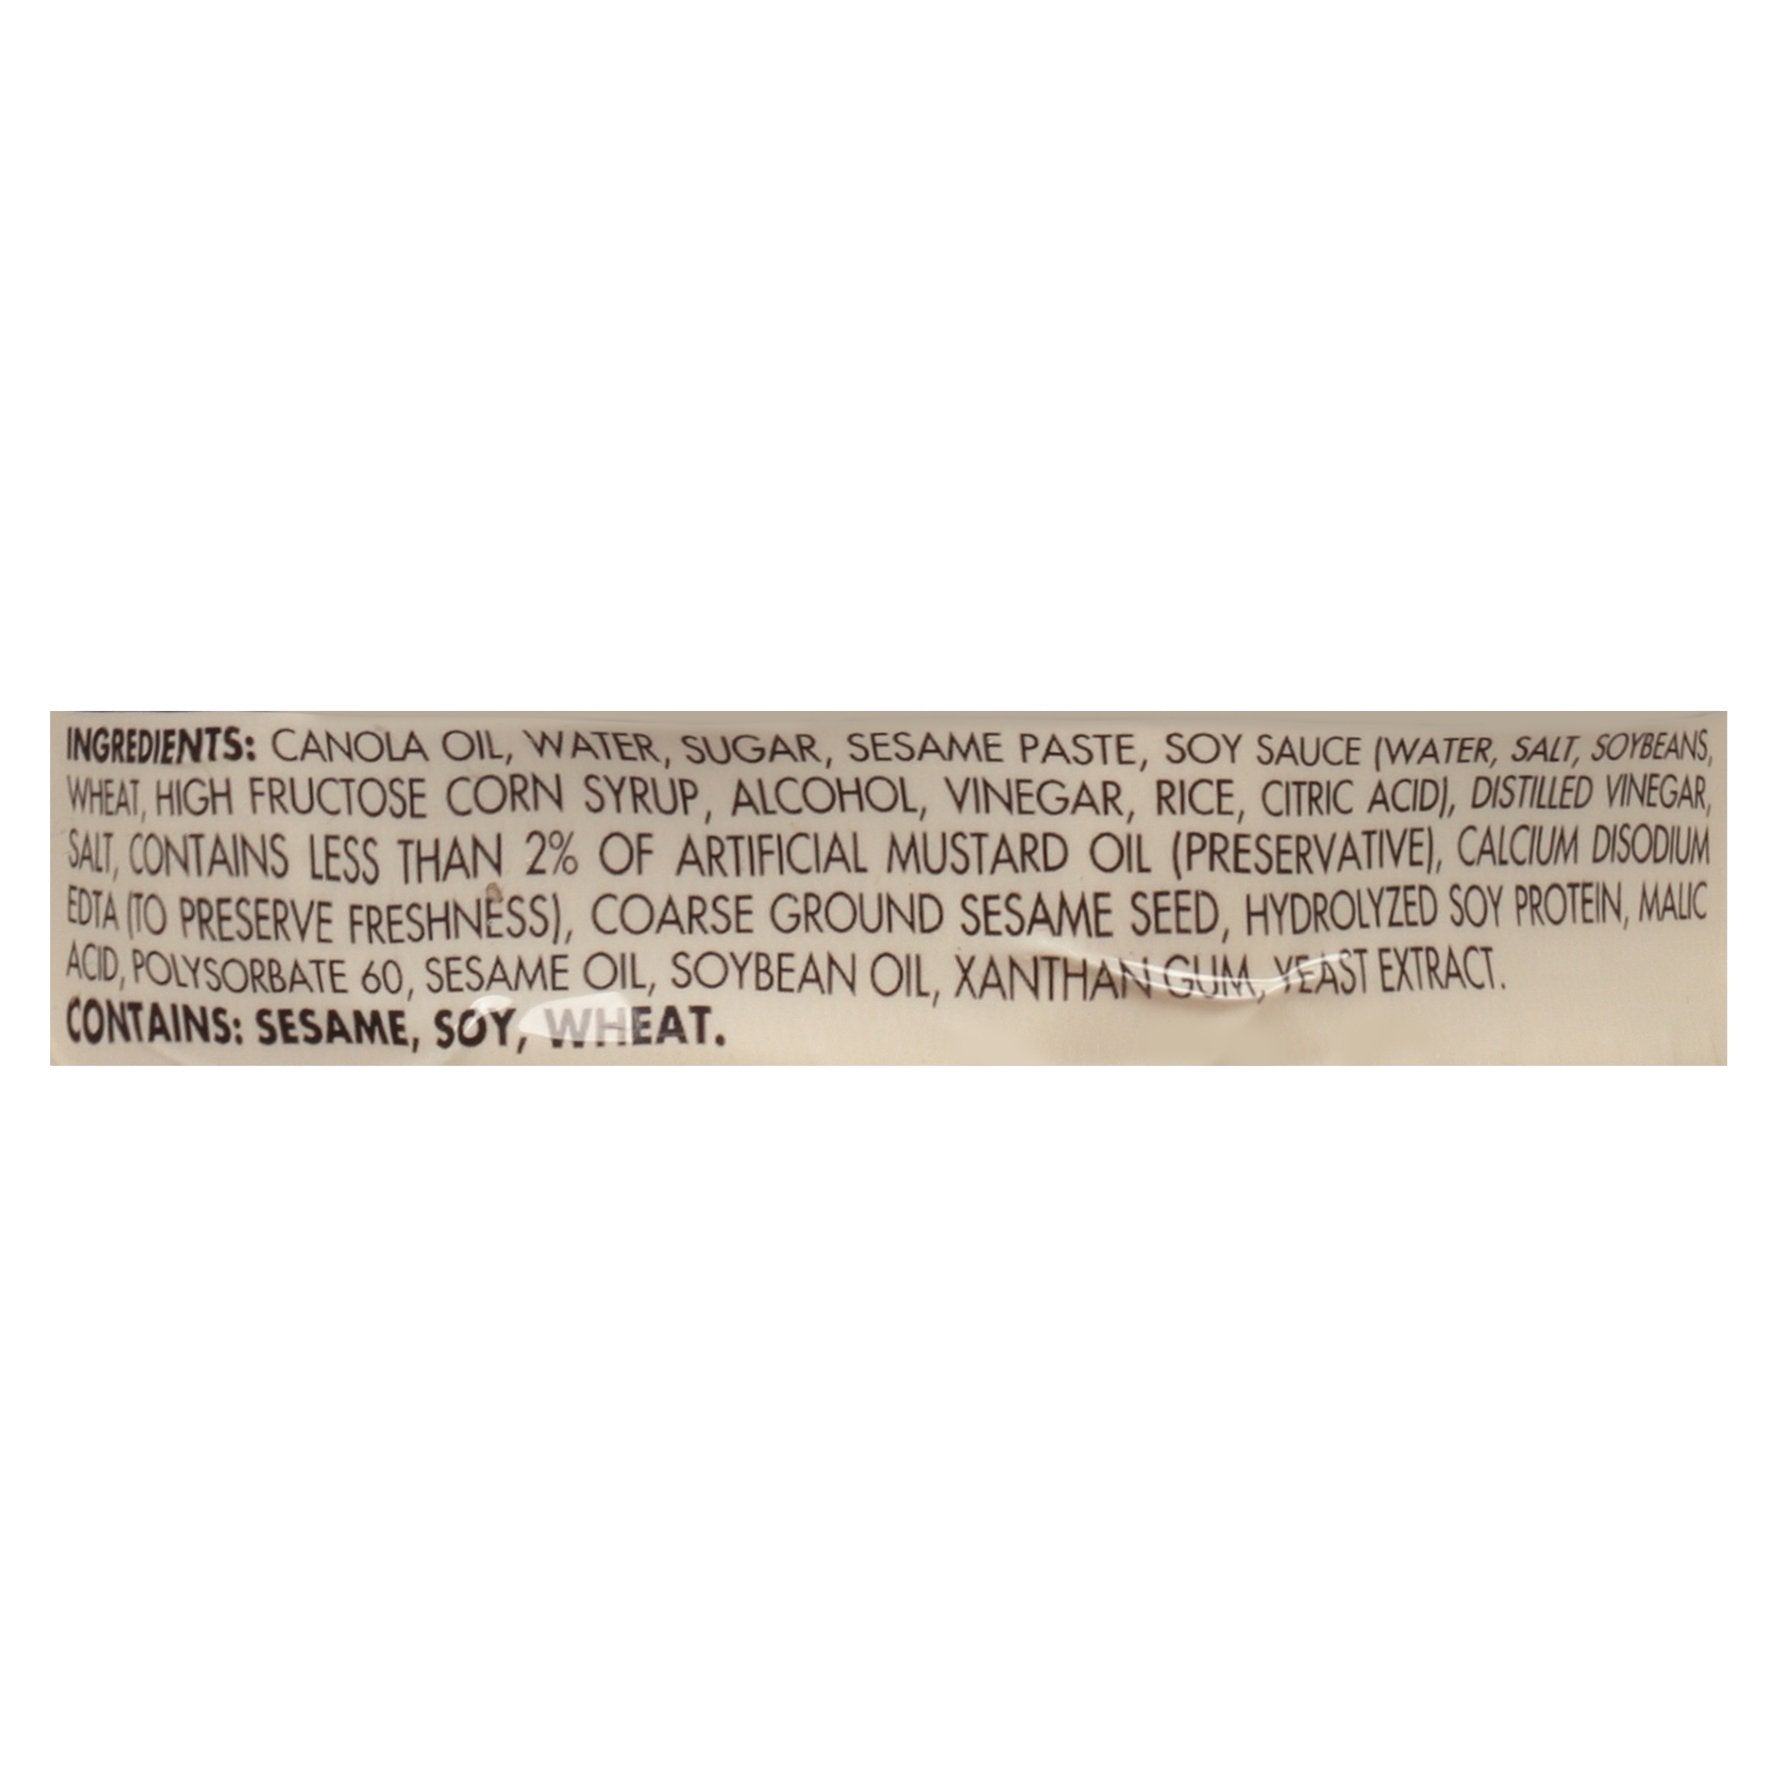 INGREDIENTS: CANOLA OIL, WATER, SUGAR, SESAME PASTE, SOY SAUCE (WATER, SALT, SOYBEANS,
WHEAT, HIGH FRUCTOSE CORN SYRUP, ALCOHOL, VINEGAR, RICE, CITRIC ACID), DISTILLED VINEGAR,
SALT, CONTAINS LESS THAN 2% OF ARTIFICIAL MUSTARD OIL (PRESERVATIVE), CALCIUM DISODIUM
EDTA (TO PRESERVE FRESHNESS), COARSE GROUND SESAME SEED, HYDROLYZED SOY PROTEIN, MALIC
ACID, POLYSORBATE 60, SESAME OIL, SOYBEAN OIL, XANTHAN GUM, YEAST EXTRACT.
CONTAINS: SESAME, SOY, WHEAT.